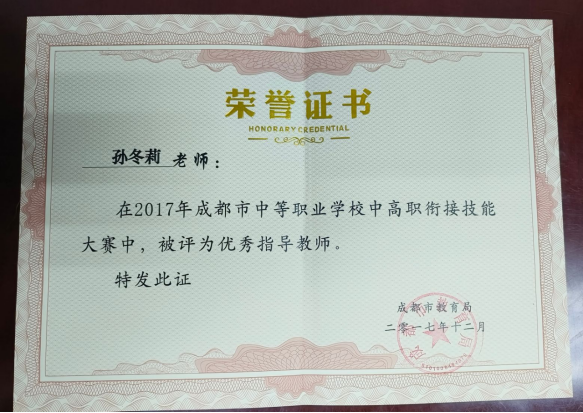 荣誉证书
HONORARY CREDENTIAL
孙冬莉 老师：
在2017年成都市中等职业学校中高职衔接技能
大赛中，被评为优秀指导教师。
特发此证
成都市教育局
二零一七年十二月